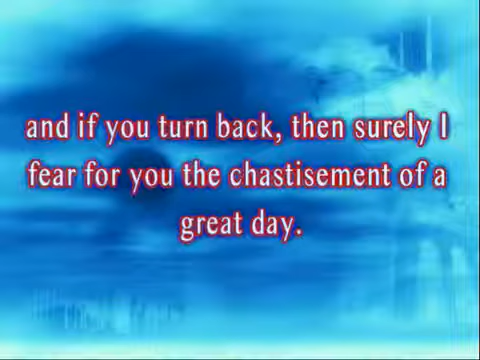 and if you turn back, then surely I
fear for you the chastisement of a
great day.